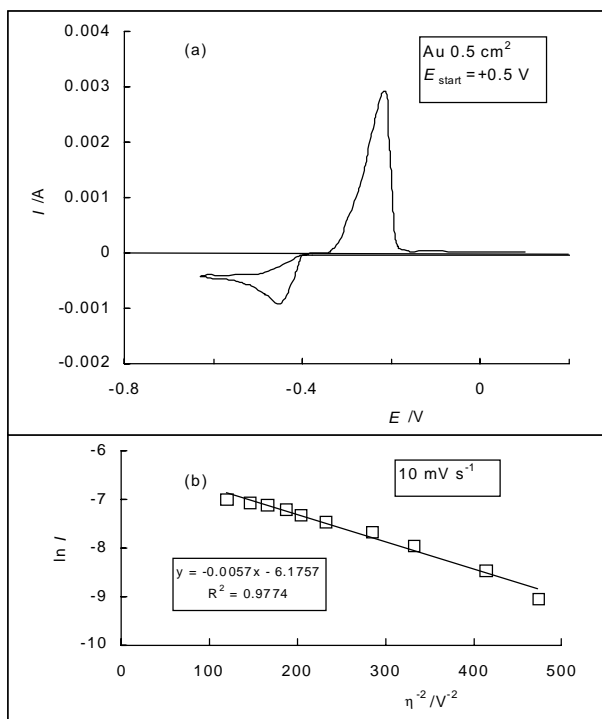 (a)
Au 0.5 cm²
E start = +0.5 V
0.004
0.003
0.002
0.001
0
-0.001
-0.002
I /A
-0.8
-0.4
0
E /V
(b)
10 mV s⁻¹
-6
-7
-8
-9
-10
ln I
y = -0.0057x - 6.1757
R² = 0.9774
0
100
200
300
400
500
η⁻²/V⁻²